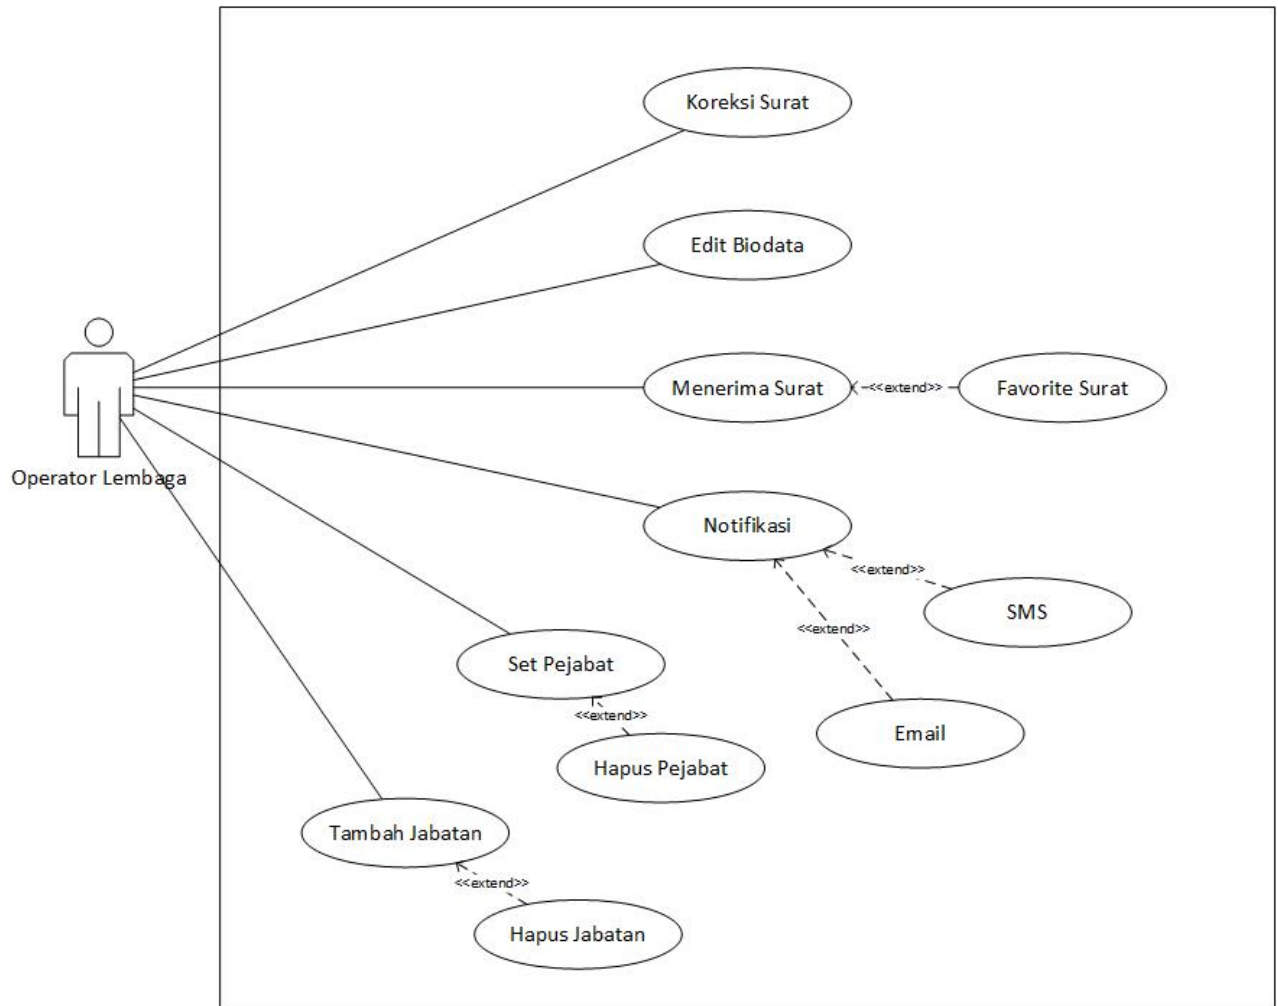 Koreksi Surat
Edit Biodata
Menerima Surat
<<extend>>
Favorite Surat
Operator Lembaga
Notifikasi
<<extend>>
SMS
<<extend>>
Set Pejabat
<<extend>>
Email
Hapus Pejabat
Tambah Jabatan
<<extend>>
Hapus Jabatan